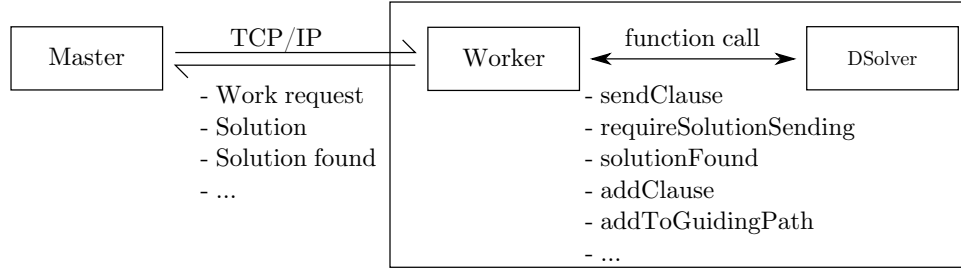 Master
TCP/IP
- Work request
- Solution
- Solution found
- ...
Worker
function call
DSolver
- sendClause
- requireSolutionSending
- solutionFound
- addClause
- addToGuidingPath
- ...